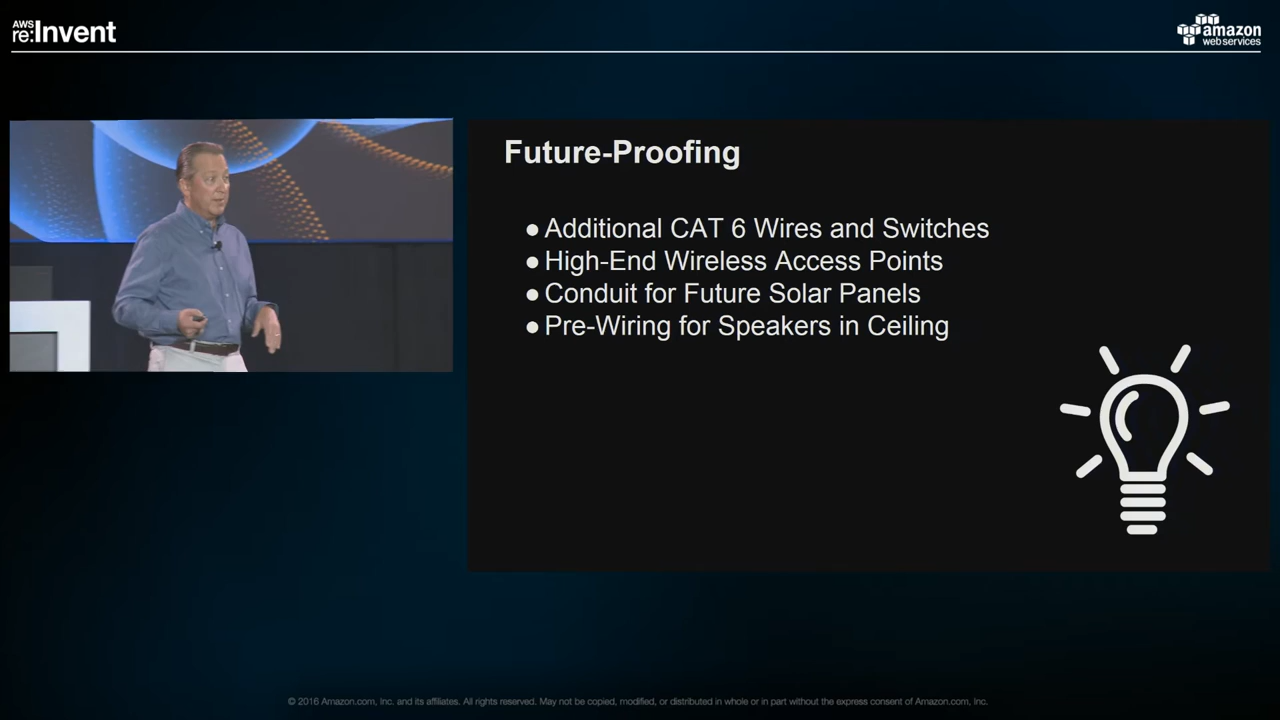 AWS
re:Invent
amazon
web services
Future-Proofing
● Additional CAT 6 Wires and Switches
● High-End Wireless Access Points
● Conduit for Future Solar Panels
● Pre-Wiring for Speakers in Ceiling
© 2016 Amazon.com, Inc. and its affiliates. All rights reserved. May not be copied, modified, or distributed in whole or in part without the express consent of Amazon.com, Inc.